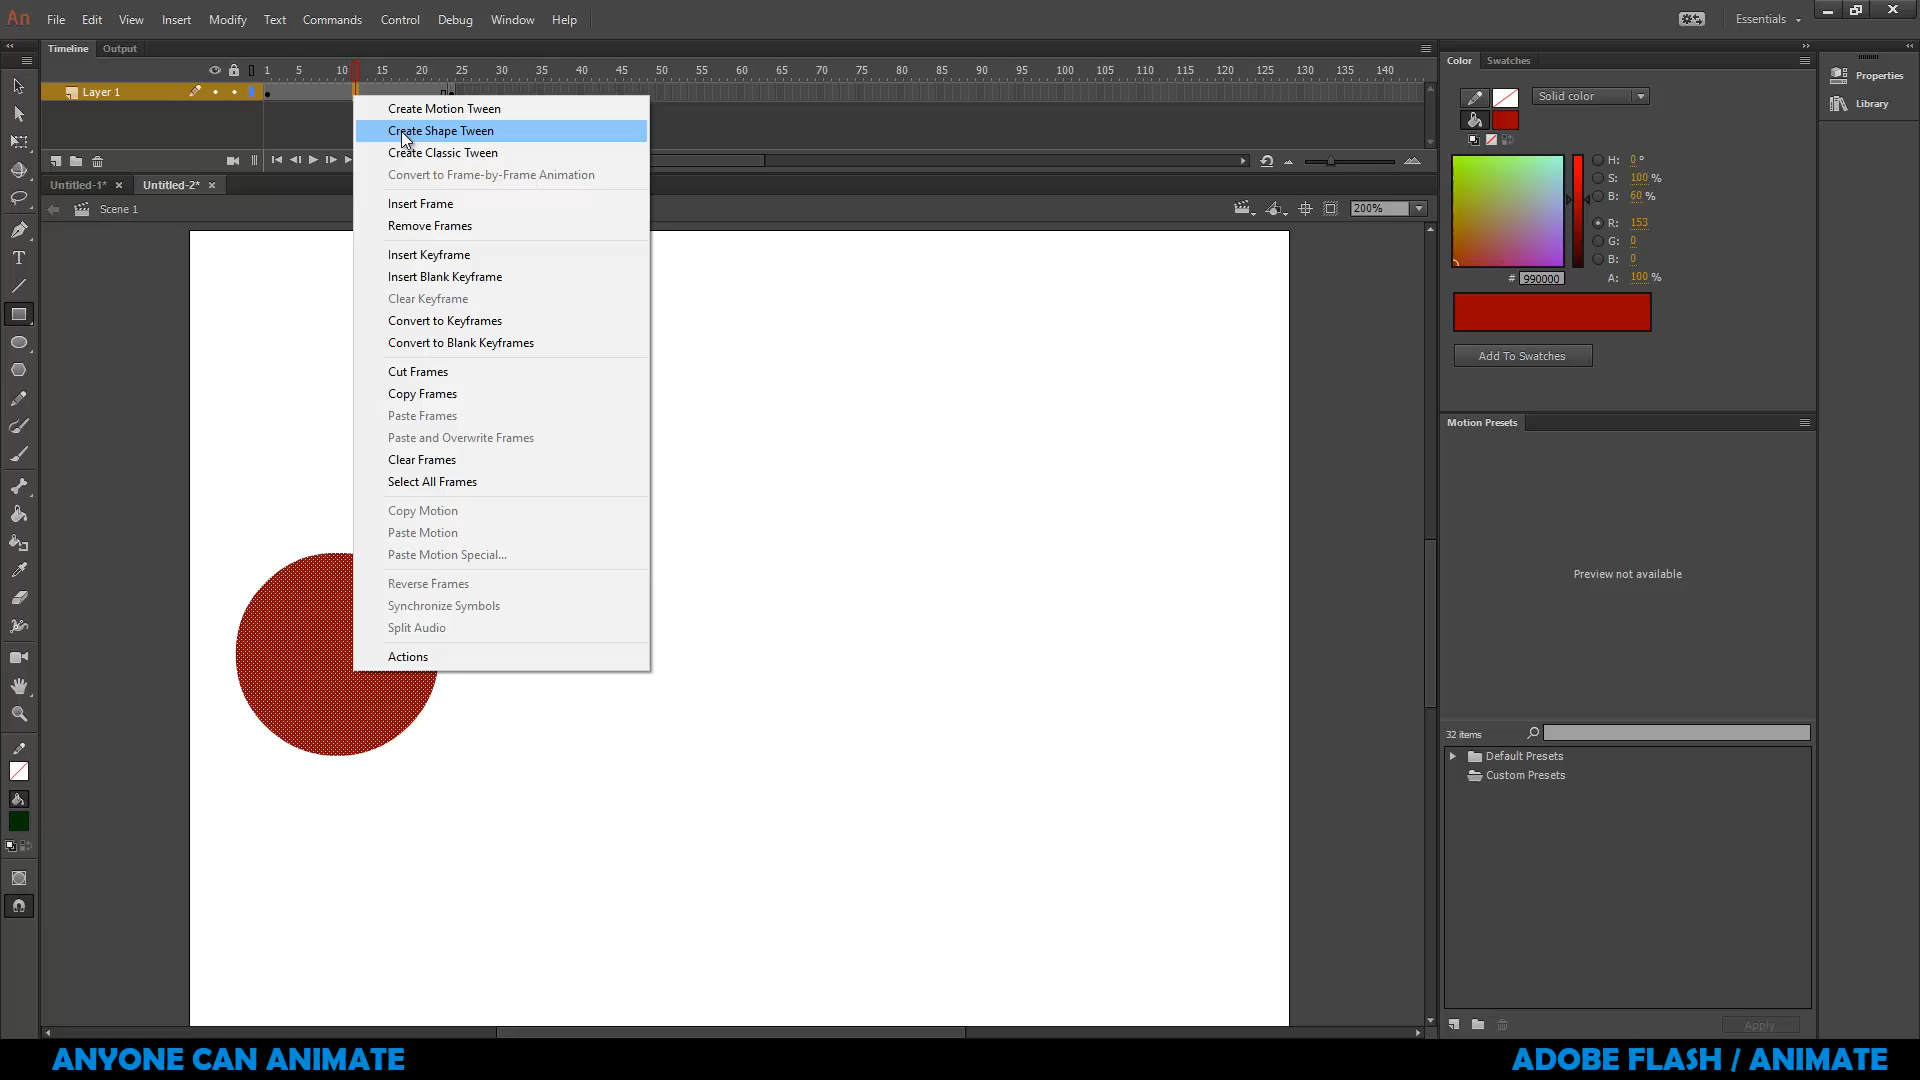 An File Edit View Insert Modify Text Commands Control Debug Window Help Essentials
Timeline Output
1 5 10 15 20 25 30 35 40 45 50 55 60 65 70 75 80 85 90 95 100 105 110 115 120 125 130 135 140
Layer 1
Untitled-1* × Untitled-2* ×
Scene 1
200%
Create Motion Tween
Create Shape Tween
Create Classic Tween
Convert to Frame-by-Frame Animation
Insert Frame
Remove Frames
Insert Keyframe
Insert Blank Keyframe
Clear Keyframe
Convert to Keyframes
Convert to Blank Keyframes
Cut Frames
Copy Frames
Paste Frames
Paste and Overwrite Frames
Clear Frames
Select All Frames
Copy Motion
Paste Motion
Paste Motion Special...
Reverse Frames
Synchronize Symbols
Split Audio
Actions
Color Swatches
Solid color
H: 0 °
S: 100 %
B: 60 %
R: 153
G: 0
B: 0
# 990000 A: 100 %
Add To Swatches
Properties
Library
Motion Presets
Preview not available
32 items
Default Presets
Custom Presets
Apply
ANYONE CAN ANIMATE
ADOBE FLASH / ANIMATE